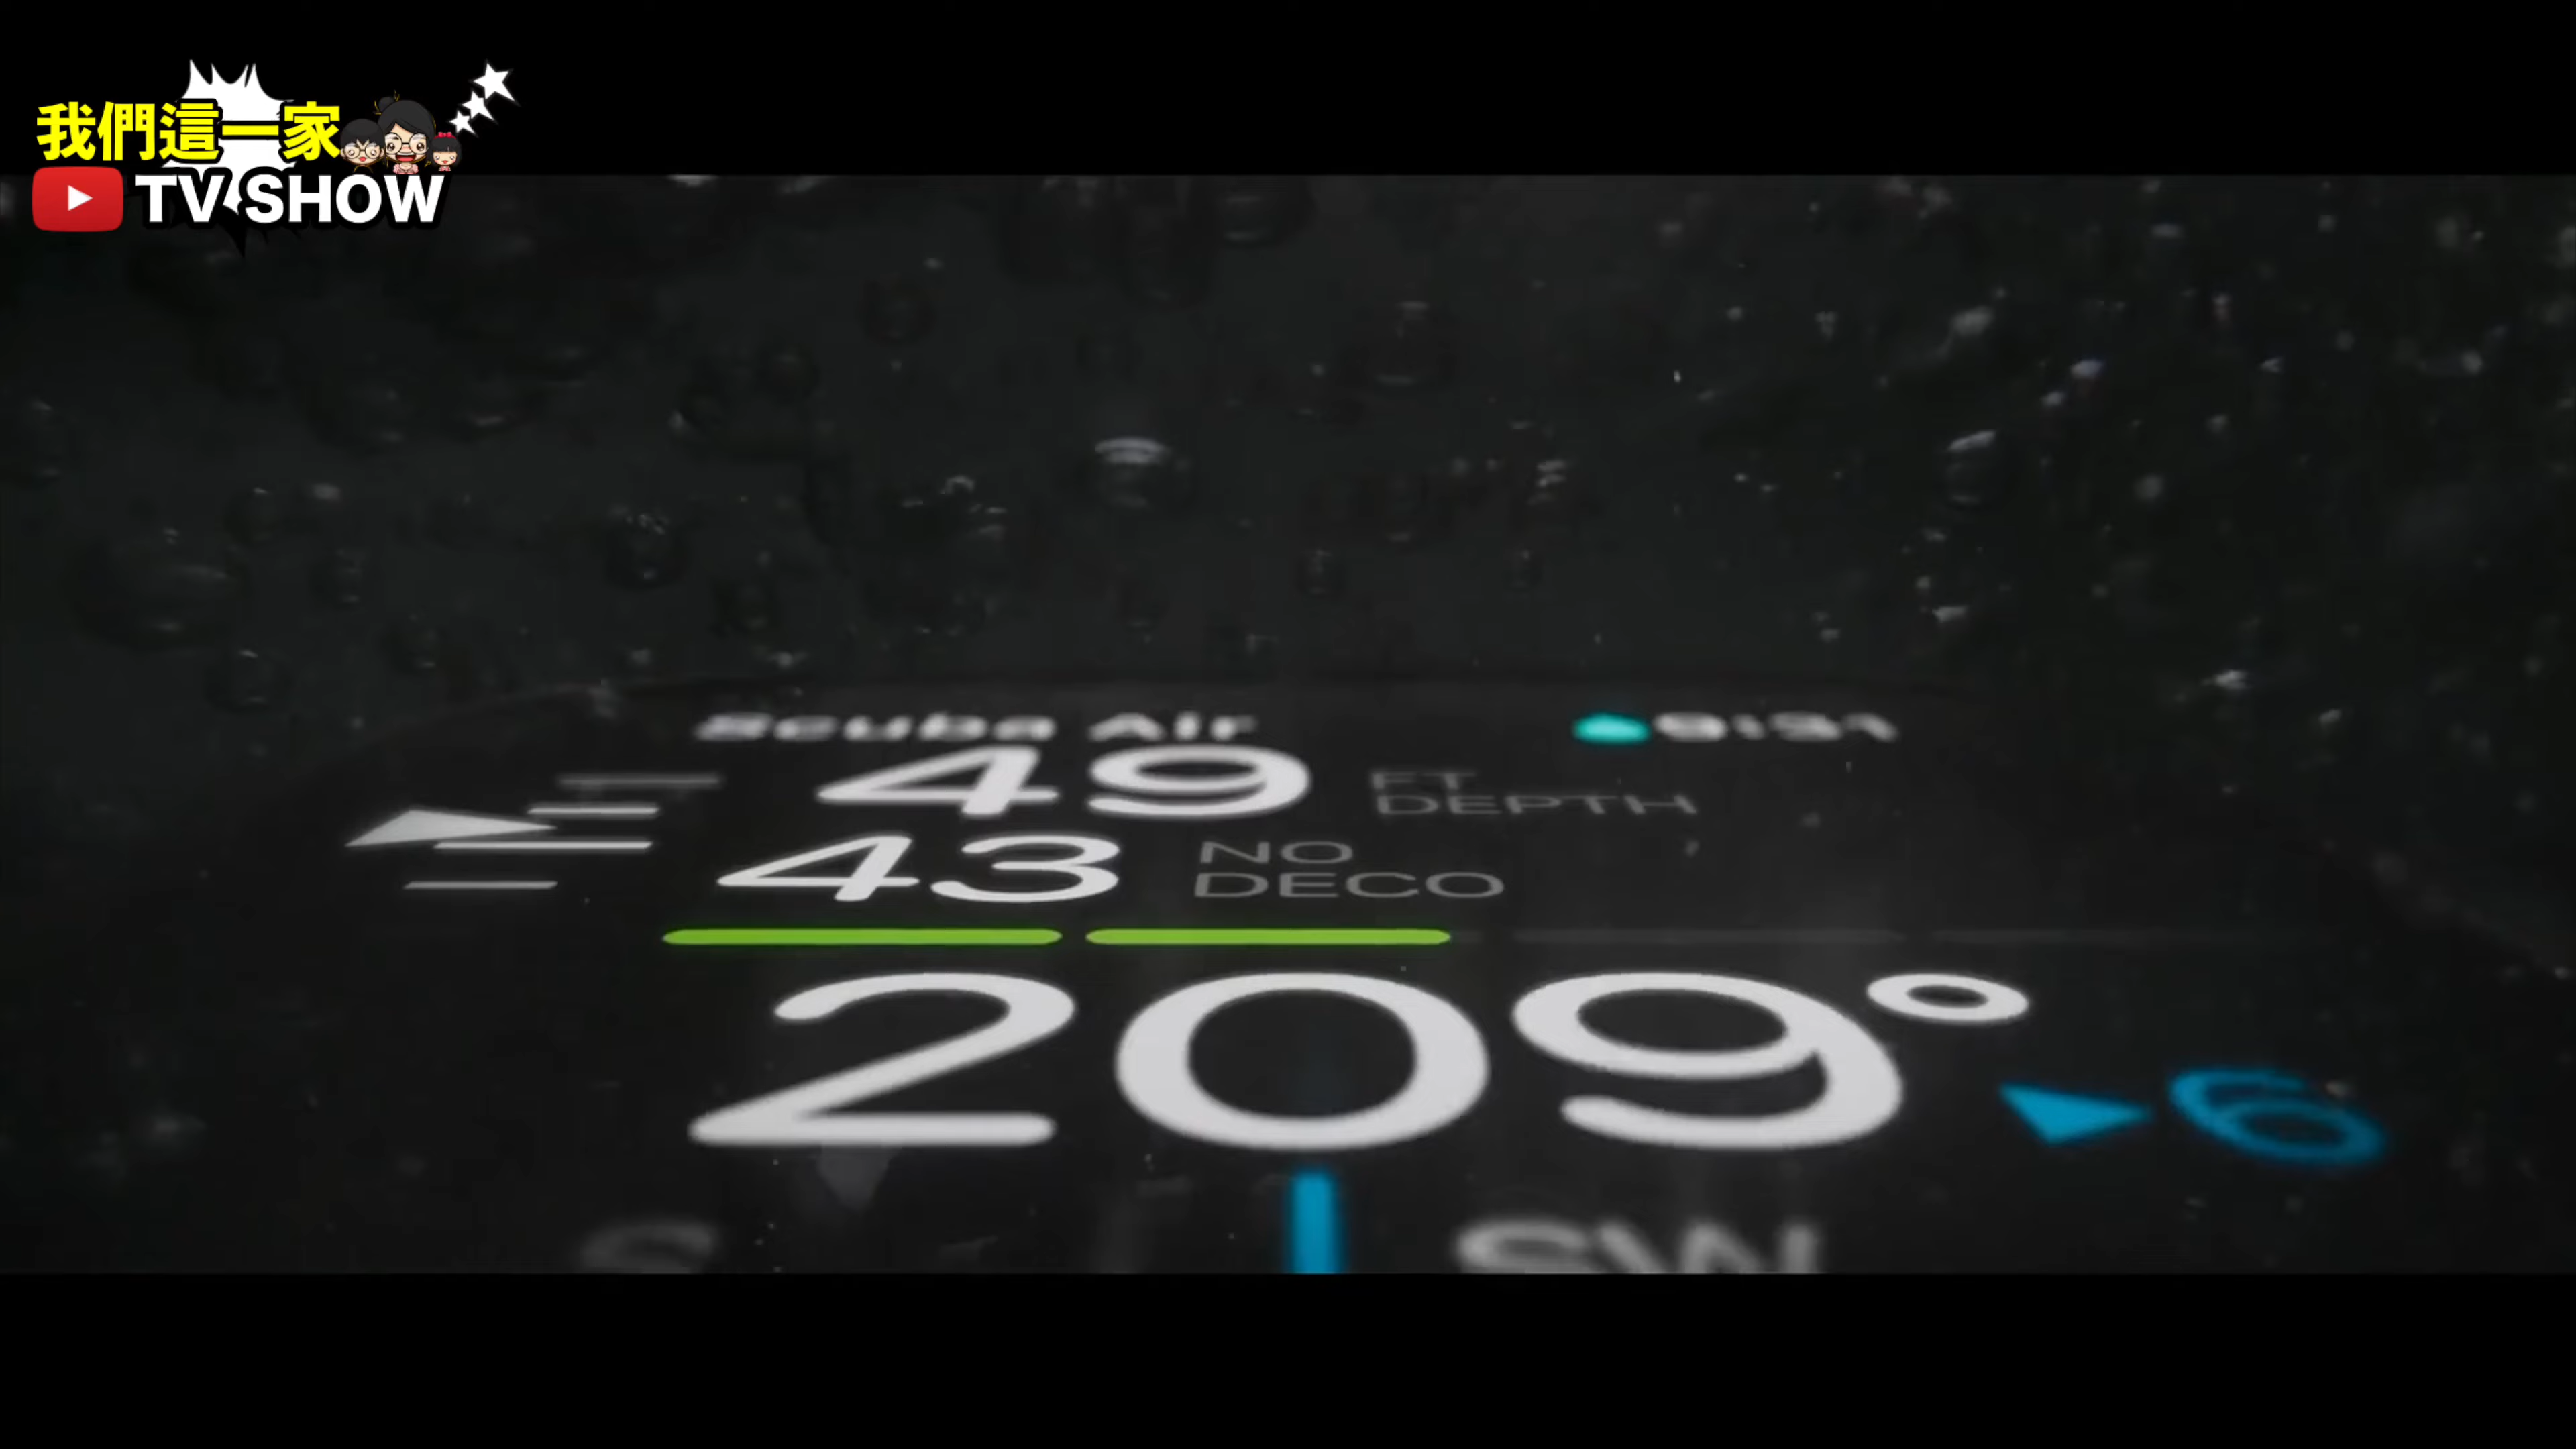 我們這一家
TV SHOW
Scuba Air
49 FT
DEPTH
43 NO
DECO
209°
6
S
SW